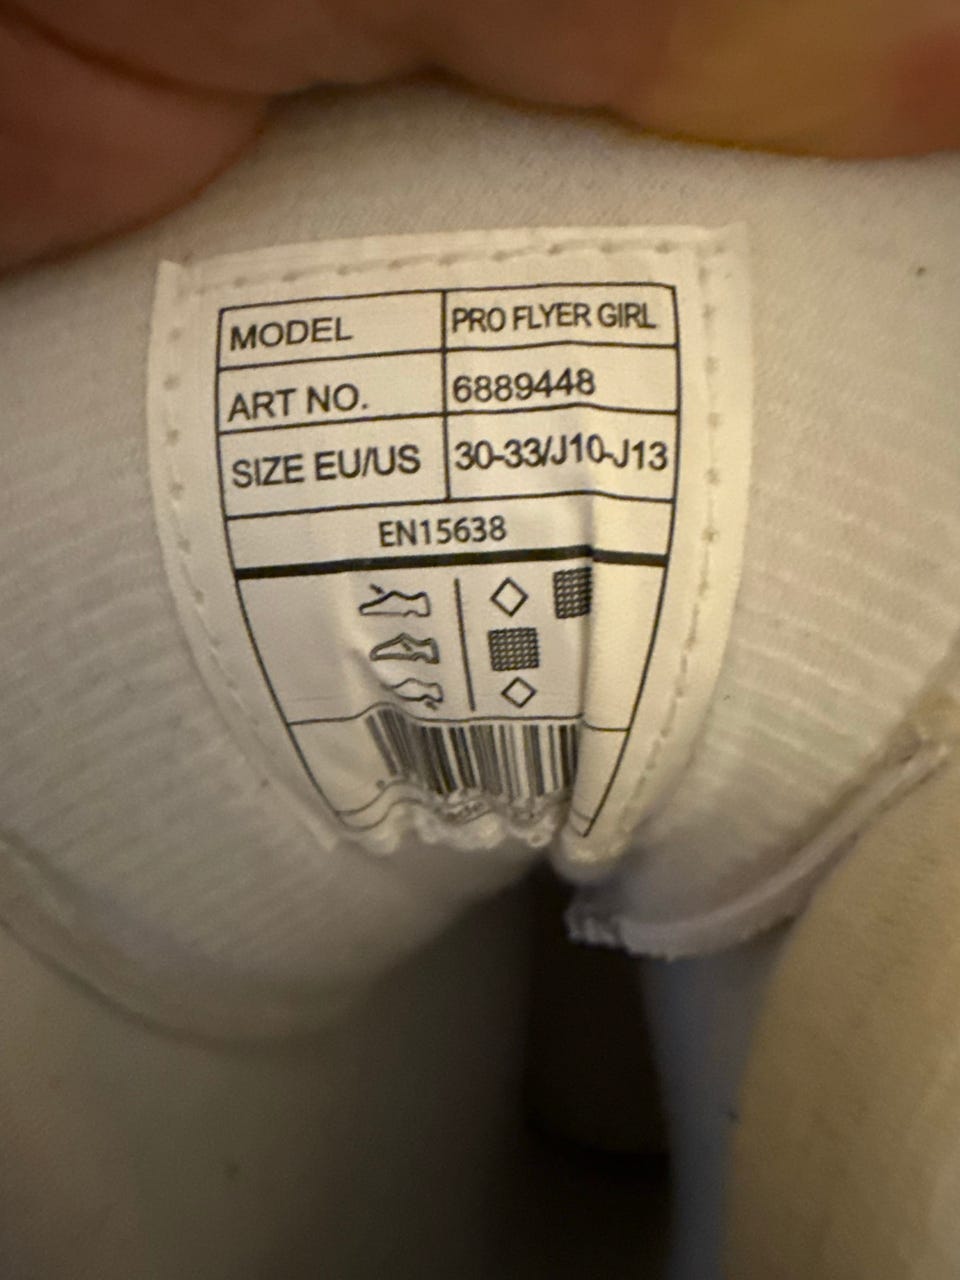 MODEL PRO FLYER GIRL
ART NO. 6889448
SIZE EU/US 30-33/J10-J13
EN15638